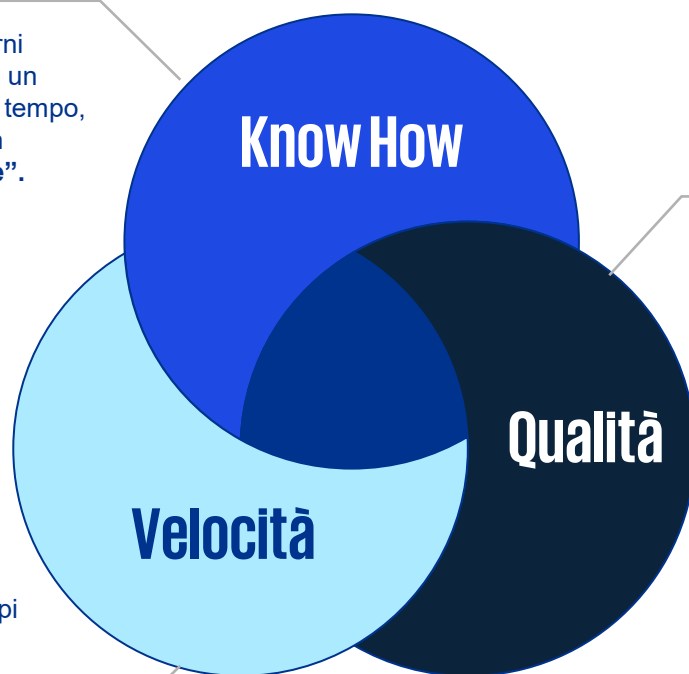 rni
un
tempo,
e”.
Know How
Qualità
Velocità
pi